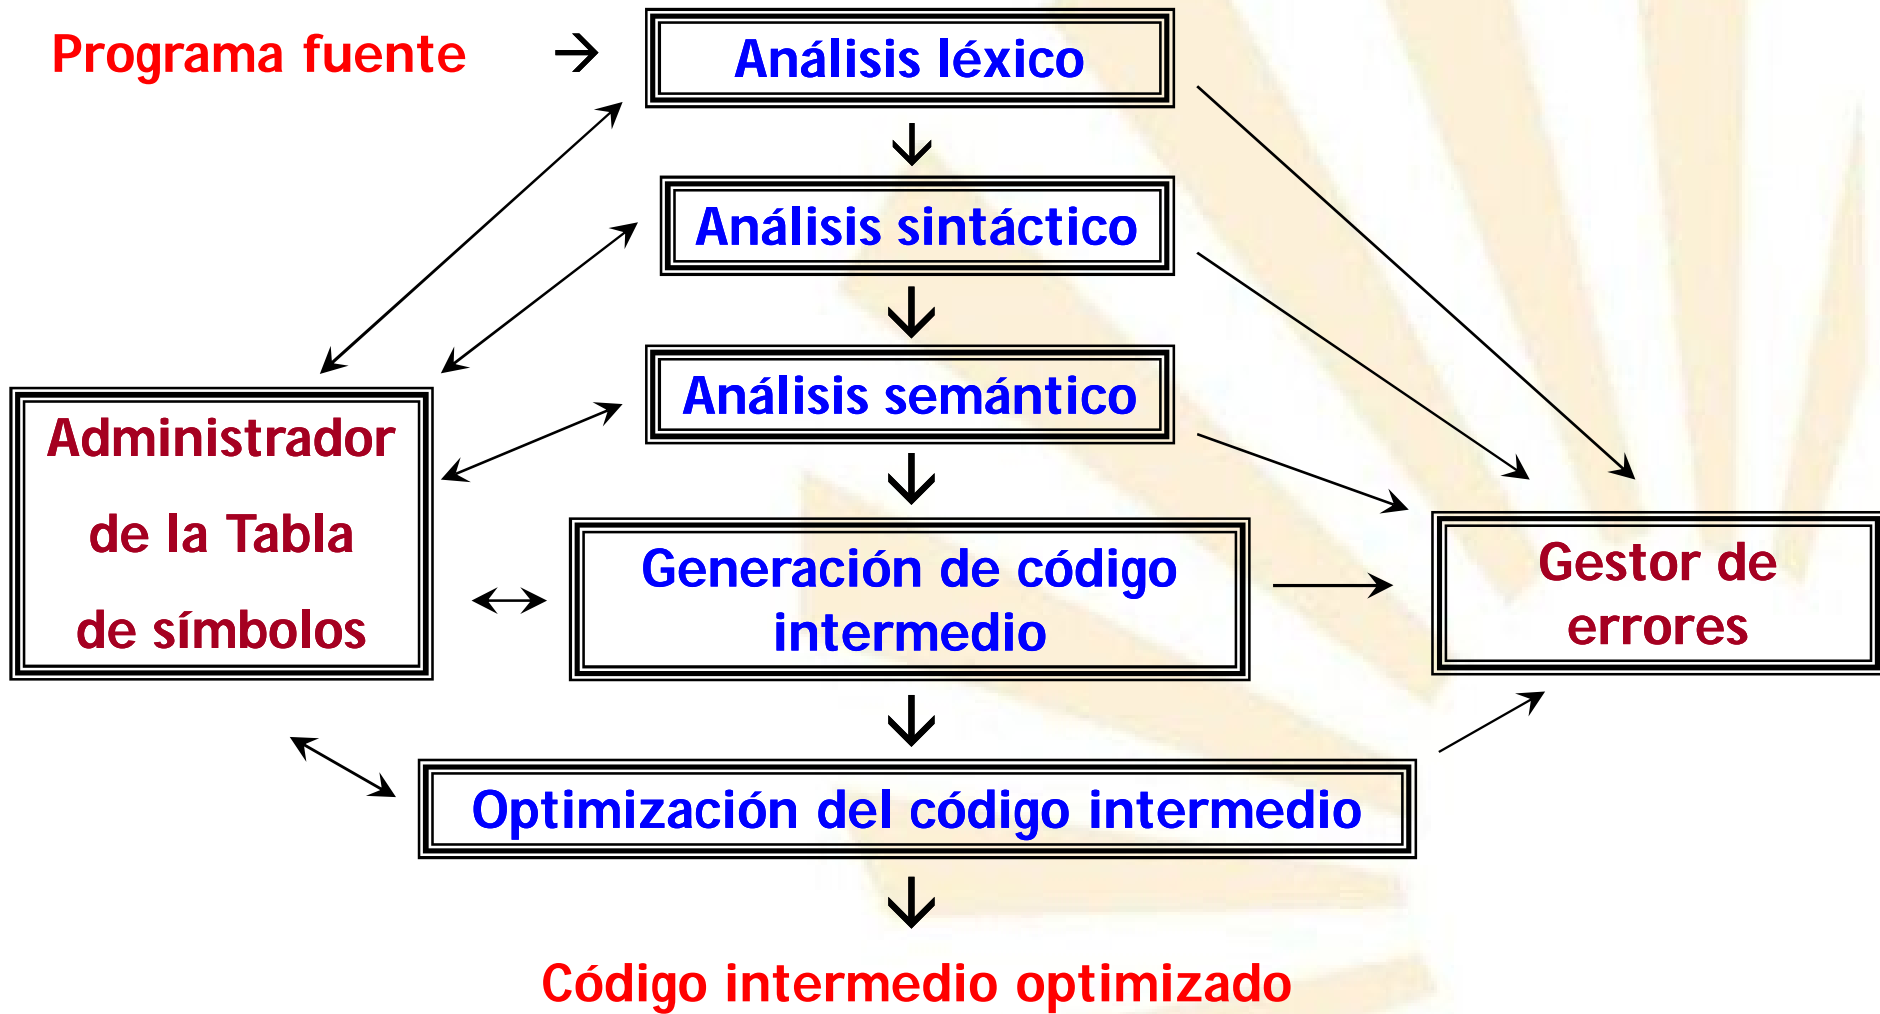 Programa fuente →
Análisis léxico
Análisis sintáctico
Análisis semántico
Administrador
de la Tabla
de símbolos
Generación de código
intermedio
Gestor de
errores
Optimización del código intermedio
Código intermedio optimizado